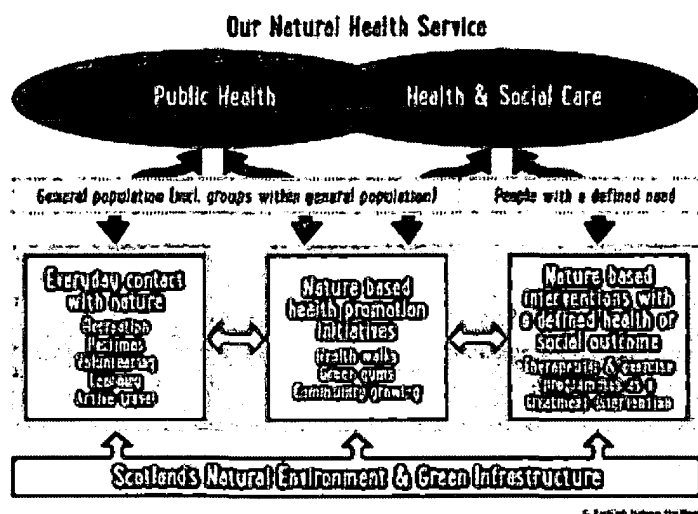 Our Natural Health Service
Public Health
Health & Social Care
General population (incl. groups within general population)
People with a defined need
Everyday contact
with nature
Recreation
Pastimes
Volunteering
Learning
Active travel
Nature based
health promotion
initiatives
Health walks
Green gyms
Community growing
Nature based
interventions with
a defined health or
social outcome
Therapeutic & exercise
programmes as a
treatment intervention
Scotland's Natural Environment & Green Infrastructure